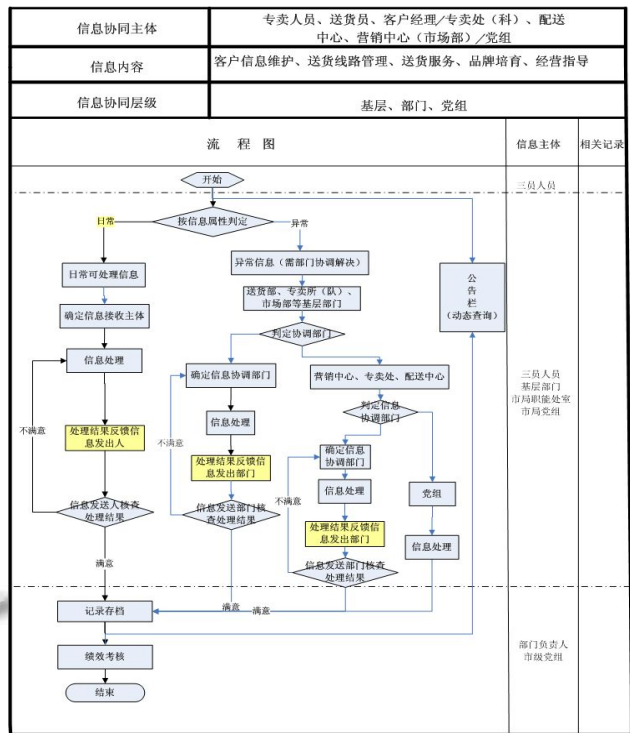 信息协同主体
专卖人员、送货员、客户经理/专卖处（科）、配送
中心、营销中心（市场部）/党组
信息内容
客户信息维护、送货线路管理、送货服务、品牌培育、经营指导
信息协同层级
基层、部门、党组
流 程 图
信息主体
相关记录
开始
三员人员
日常
按信息属性判定
异常
日常可处理信息
异常信息（需部门协调解决）
公
告
栏
（动态查询）
确定信息接收主体
送货部、专卖所（队）、
市场部等基层部门
判定协调部门
信息处理
确定信息协调部门
营销中心、专卖处、配送中心
三员人员
基层部门
市局职能处室
市局党组
判定信息
协调部门
信息处理
不满意
处理结果反馈信
息发出人
不满意
处理结果反馈信
息发出部门
确定信息
协调部门
信息处理
不满意
党组
信息发送人核查
处理结果
信息发送部门核
查处理结果
处理结果反馈信
息发出部门
信息处理
满意
信息发送部门核查
处理结果
记录存档
满意
满意
绩效考核
部门负责人
市级党组
结束